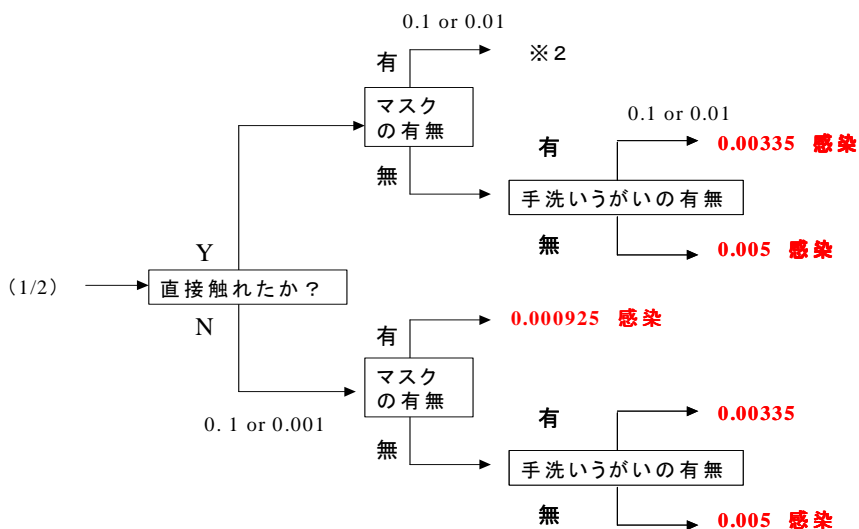 0.1 or 0.01
有
※2
マスク
の有無
無
0.1 or 0.01
有
0.00335 感染
手洗いうがいの有無
無
0.005 感染
Y
(1/2)
直接触れたか?
N
有
0.000925 感染
マスク
の有無
0. 1 or 0.001
無
有
0.00335
手洗いうがいの有無
無
0.005 感染